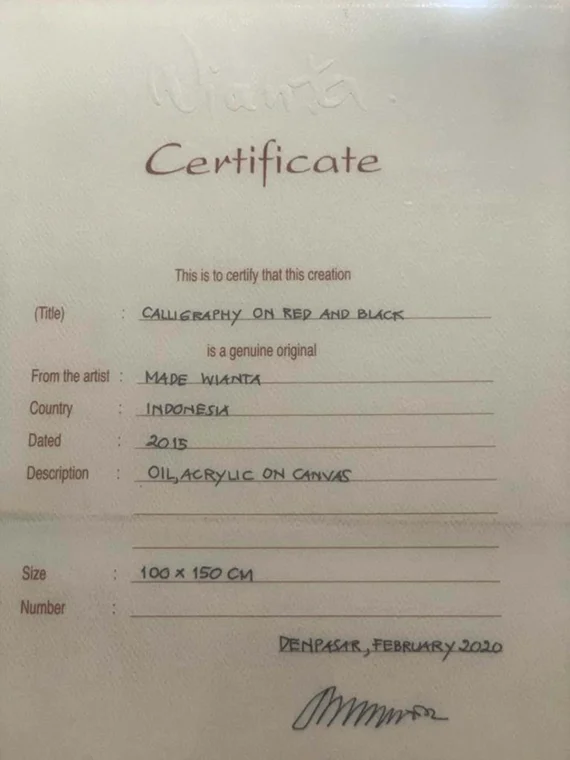 Wianta.
Certificate
This is to certify that this creation
(Title) : CALLIGRAPHY ON RED AND BLACK
is a genuine original
From the artist : MADE WIANTA
Country : INDONESIA
Dated : 2015
Description : OIL, ACRYLIC ON CANVAS
Size : 100 x 150 CM
Number :
DENPASAR, FEBRUARY 2020